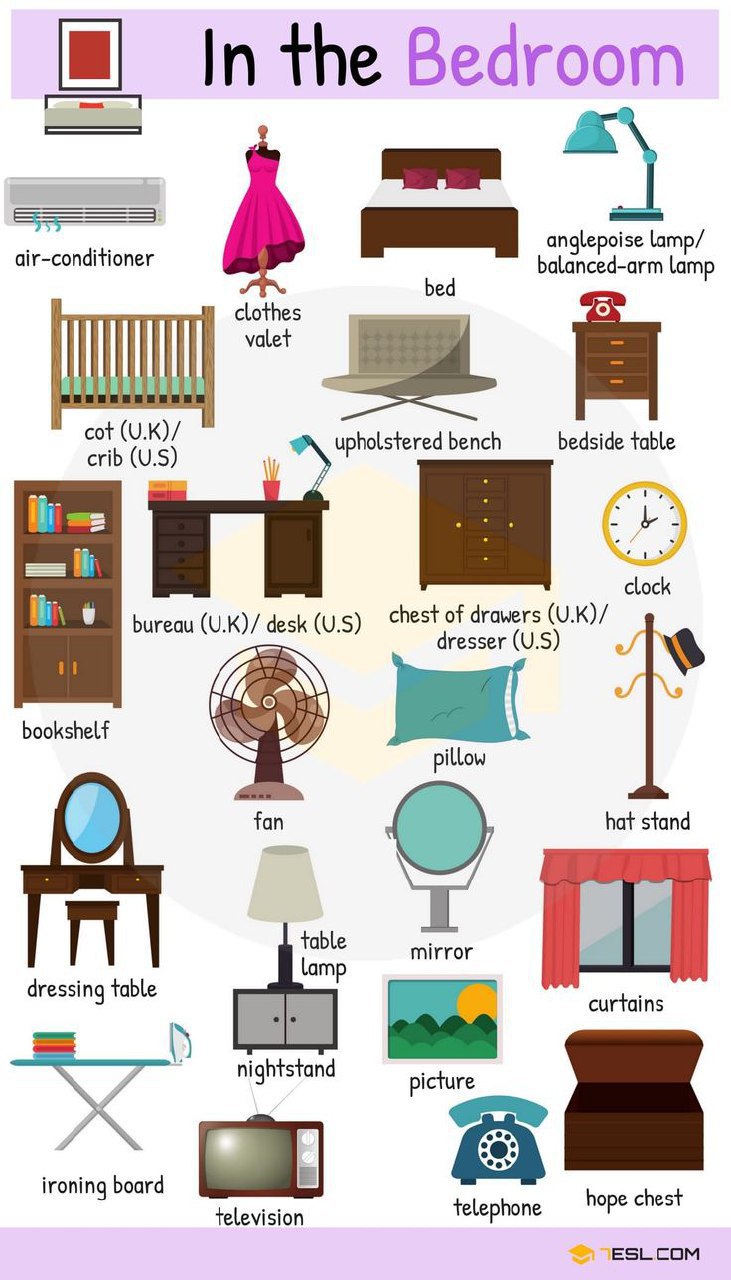 In the Bedroom
air-conditioner
clothes
valet
bed
anglepoise lamp/
balanced-arm lamp
cot (U.K)/
crib (U.S)
upholstered bench
bedside table
bookshelf
bureau (U.K)/ desk (U.S)
chest of drawers (U.K)/
dresser (U.S)
clock
fan
pillow
hat stand
dressing table
table
lamp
nightstand
mirror
curtains
ironing board
television
picture
telephone
hope chest
7ESL.COM